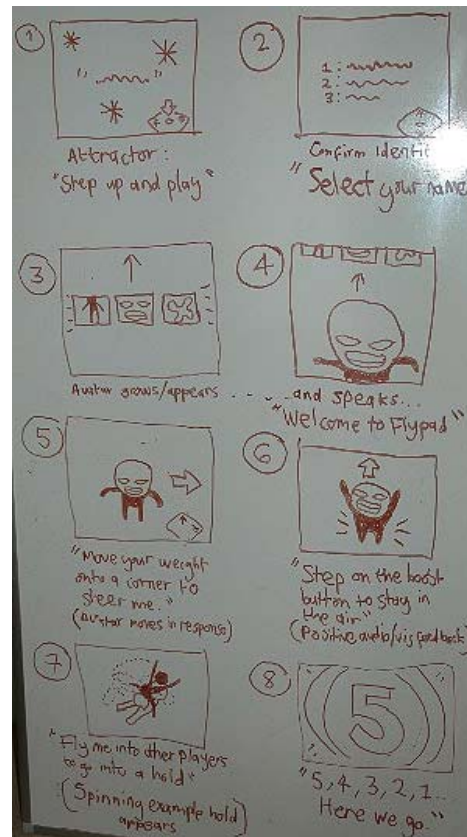 1
Attractor:
"Step up and play"
2
1:
2:
3:
Confirm Identi
"Select your name
3
Avatar grows/appears . . . . .
4
. . and speaks...
"Welcome to Flypad"
5
"Move your weight
onto a corner to
steer me."
(Avatar moves in response)
6
"Step on the boost
button to stay in
the air"
(Positive audio/vis feedback)
7
"Fly me into other players
to go into a hold"
(Spinning example hold
appears
8
5
"5, 4, 3, 2, 1..
Here we go."